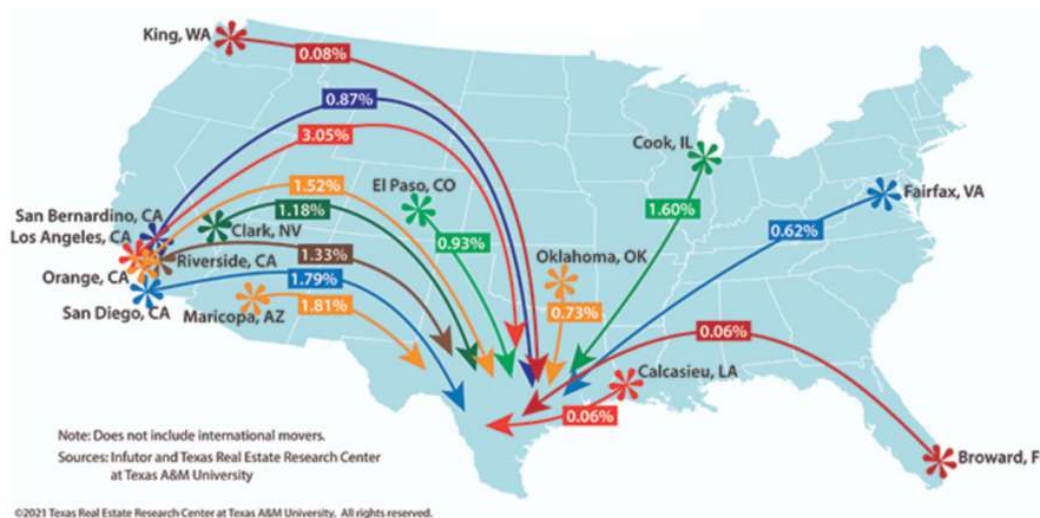 King, WA
0.08%
0.87%
3.05%
Cook, IL
El Paso, CO
1.52%
Fairfax, VA
San Bernardino, CA
1.18%
1.60%
Los Angeles, CA
Clark, NV
0.62%
0.93%
Riverside, CA
1.33%
Oklahoma, OK
Orange, CA
1.79%
San Diego, CA
Maricopa, AZ
1.81%
0.73%
0.06%
Calcasieu, LA
0.06%
Note: Does not include international movers.
Sources: Infutor and Texas Real Estate Research Center
at Texas A&M University
Broward, F
©2021 Texas Real Estate Research Center at Texas A&M University. All rights reserved.